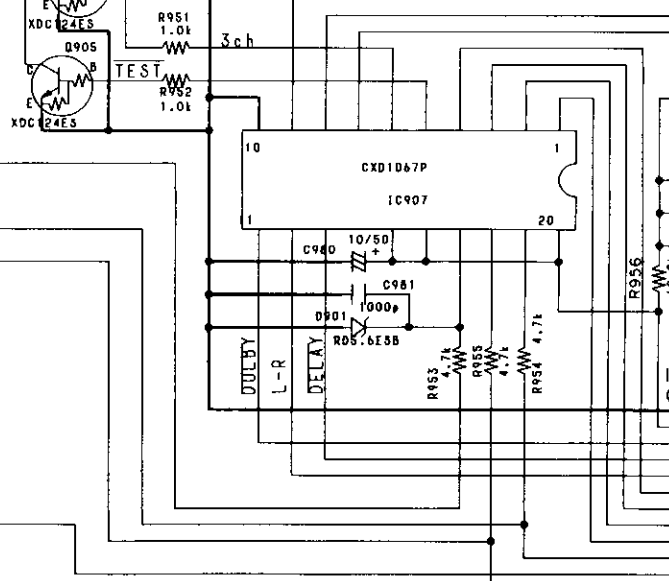 E
XDC124ES
R951
1.0k
3ch
Q905
C
B
E
XDC124ES
TEST
R952
1.0k
10
1
CXD1067P
IC907
1
20
C980
10/50
+
C981
1000p
D901
RD5.6ESB
DOLBY
L-R
DELAY
R953
4.7k
R955
4.7k
R954
4.7k
R956